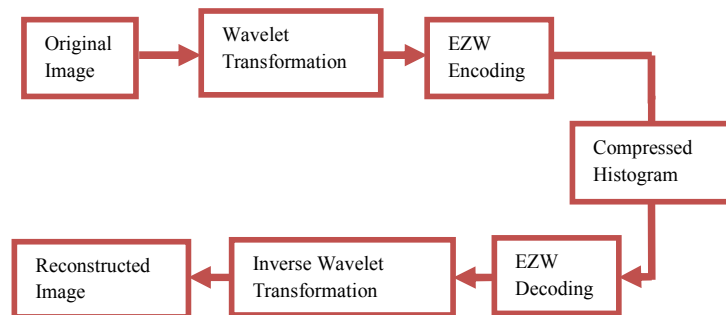 Original
Image
Wavelet
Transformation
EZW
Encoding
Compressed
Histogram
EZW
Decoding
Inverse Wavelet
Transformation
Reconstructed
Image